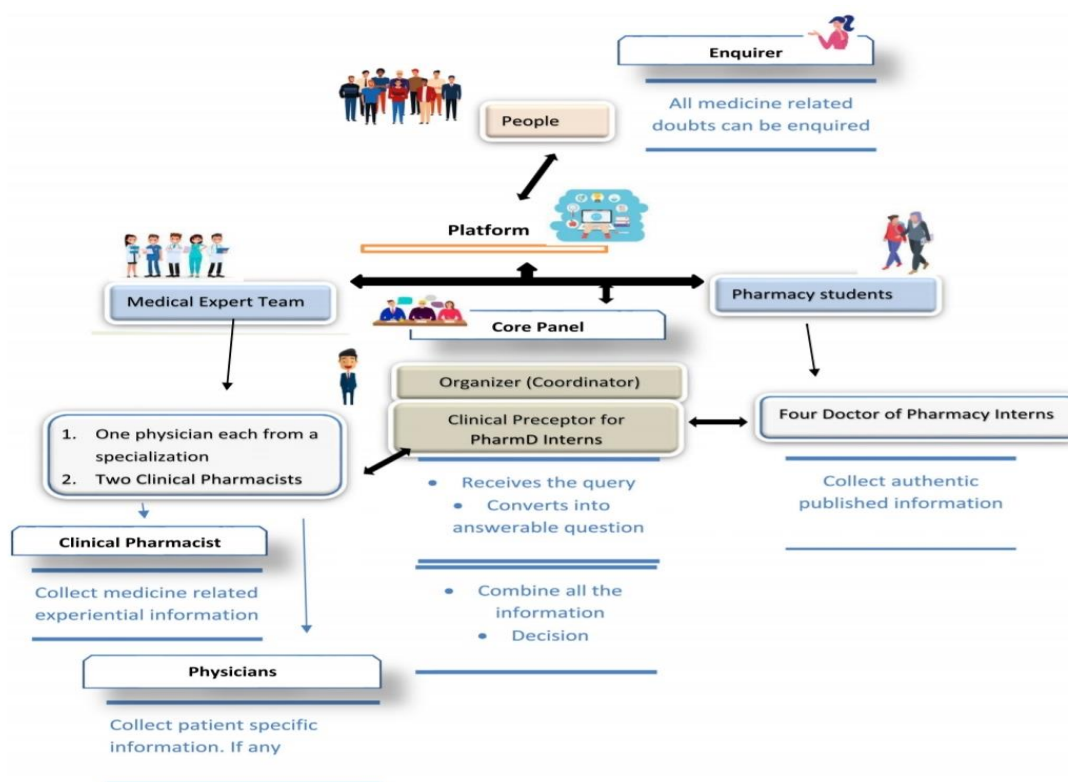 Enquirer
All medicine related
doubts can be enquired
People
Platform
Medical Expert Team
Pharmacy students
Core Panel
Organizer (Coordinator)
Clinical Preceptor for
PharmD Interns
Four Doctor of Pharmacy Interns
1. One physician each from a
specialization
2. Two Clinical Pharmacists
• Receives the query
• Converts into
answerable question
Collect authentic
published information
Clinical Pharmacist
Collect medicine related
experiential information
• Combine all the
information
• Decision
Physicians
Collect patient specific
information. If any